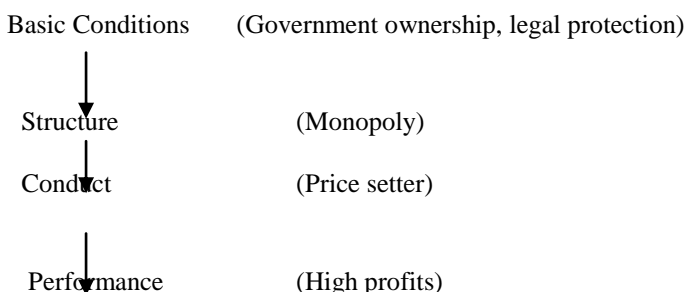 Basic Conditions (Government ownership, legal protection)
Structure (Monopoly)
Conduct (Price setter)
Performance (High profits)